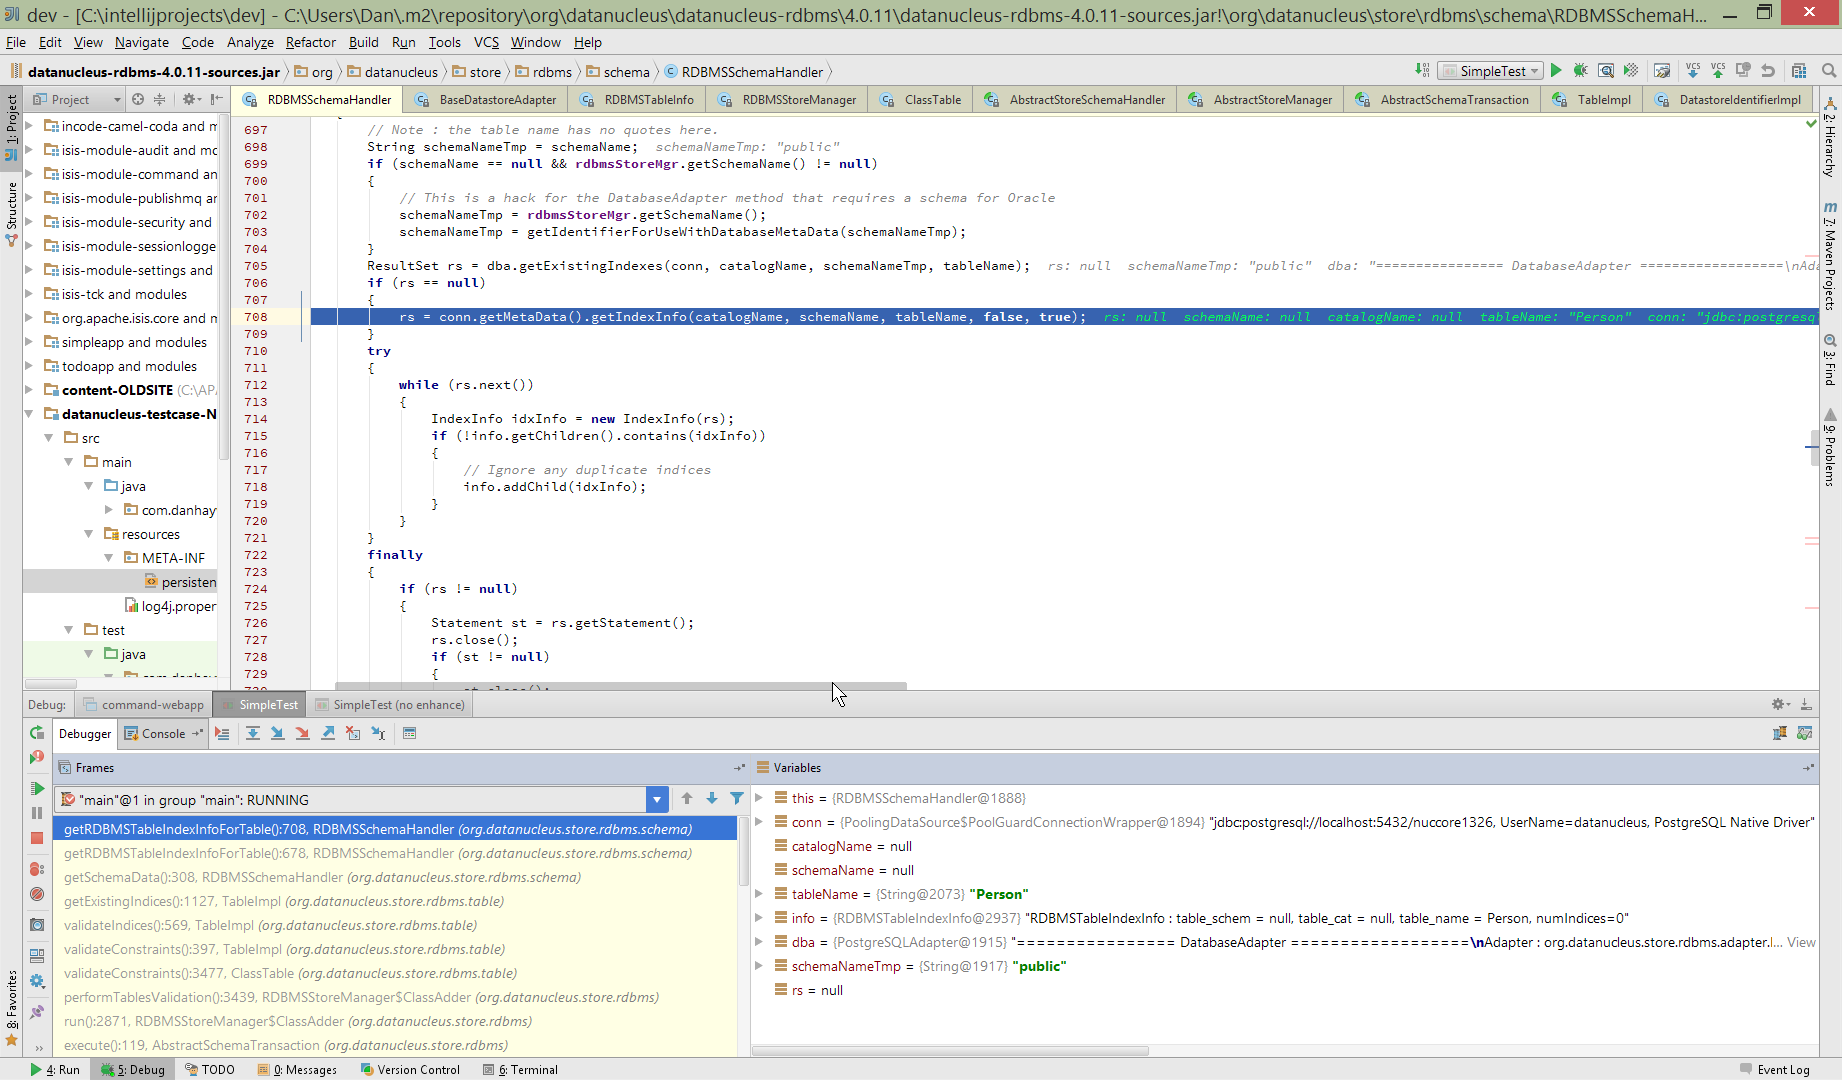 dev - [C:\intellijprojects\dev] - C:\Users\Dan\.m2\repository\org\datanucleus\datanucleus-rdbms\4.0.11\datanucleus-rdbms-4.0.11-sources.jar!\org\datanucleus\store\rdbms\schema\RDBMSSchemaH...
File Edit View Navigate Code Analyze Refactor Build Run Tools VCS Window Help
datanucleus-rdbms-4.0.11-sources.jar org datanucleus store rdbms schema RDBMSSchemaHandler SimpleTest VCS VCS
1: Project
Structure
8: Favorites
Project
RDBMSSchemaHandler BaseDatastoreAdapter RDBMSTableInfo RDBMSStoreManager ClassTable AbstractStoreSchemaHandler AbstractStoreManager AbstractSchemaTransaction TableImpl DatastoreIdentifierImpl
incode-camel-coda and m
isis-module-audit and mo
isis-module-command an
isis-module-publishmq ar
isis-module-security and
isis-module-sessionlogge
isis-module-settings and
isis-tck and modules
org.apache.isis.core and m
simpleapp and modules
todoapp and modules
content-OLDSITE (C:\AP
datanucleus-testcase-N
src
main
java
com.danhay
resources
META-INF
persisten
log4j.proper
test
java
697 // Note : the table name has no quotes here.
698 String schemaNameTmp = schemaName; schemaNameTmp: "public"
699 if (schemaName == null && rdbmsStoreMgr.getSchemaName() != null)
700 {
701 // This is a hack for the DatabaseAdapter method that requires a schema for Oracle
702 schemaNameTmp = rdbmsStoreMgr.getSchemaName();
703 schemaNameTmp = getIdentifierForUseWithDatabaseMetaData(schemaNameTmp);
704 }
705 ResultSet rs = dba.getExistingIndexes(conn, catalogName, schemaNameTmp, tableName); rs: null schemaNameTmp: "public" dba: "================ DatabaseAdapter ==================\nAda
706 if (rs == null)
707 {
708 rs = conn.getMetaData().getIndexInfo(catalogName, schemaName, tableName, false, true); rs: null schemaName: null catalogName: null tableName: "Person" conn: "jdbc:postgresq
709 }
710 try
711 {
712 while (rs.next())
713 {
714 IndexInfo idxInfo = new IndexInfo(rs);
715 if (!info.getChildren().contains(idxInfo))
716 {
717 // Ignore any duplicate indices
718 info.addChild(idxInfo);
719 }
720 }
721 }
722 finally
723 {
724 if (rs != null)
725 {
726 Statement st = rs.getStatement();
727 rs.close();
728 if (st != null)
729 {
2: Hierarchy
m 7: Maven Projects
3: Find
9: Problems
Debug: command-webapp SimpleTest SimpleTest (no enhance)
Debugger Console
Frames
"main"@1 in group "main": RUNNING
getRDBMSTableIndexInfoForTable():708, RDBMSSchemaHandler (org.datanucleus.store.rdbms.schema)
getRDBMSTableIndexInfoForTable():678, RDBMSSchemaHandler (org.datanucleus.store.rdbms.schema)
getSchemaData():308, RDBMSSchemaHandler (org.datanucleus.store.rdbms.schema)
getExistingIndices():1127, TableImpl (org.datanucleus.store.rdbms.table)
validateIndices():569, TableImpl (org.datanucleus.store.rdbms.table)
validateConstraints():397, TableImpl (org.datanucleus.store.rdbms.table)
validateConstraints():3477, ClassTable (org.datanucleus.store.rdbms.table)
performTablesValidation():3439, RDBMSStoreManager$ClassAdder (org.datanucleus.store.rdbms)
run():2871, RDBMSStoreManager$ClassAdder (org.datanucleus.store.rdbms)
execute():119, AbstractSchemaTransaction (org.datanucleus.store.rdbms)
Variables
this = {RDBMSSchemaHandler@1888}
conn = {PoolingDataSource$PoolGuardConnectionWrapper@1894} "jdbc:postgresql://localhost:5432/nuccore1326, UserName=datanucleus, PostgreSQL Native Driver"
catalogName = null
schemaName = null
tableName = {String@2073} "Person"
info = {RDBMSTableIndexInfo@2937} "RDBMSTableIndexInfo : table_schem = null, table_cat = null, table_name = Person, numIndices=0"
dba = {PostgreSQLAdapter@1915} "================ DatabaseAdapter ==================\nAdapter : org.datanucleus.store.rdbms.adapter.I... View
schemaNameTmp = {String@1917} "public"
rs = null
4: Run 5: Debug TODO 0: Messages Version Control 6: Terminal Event Log